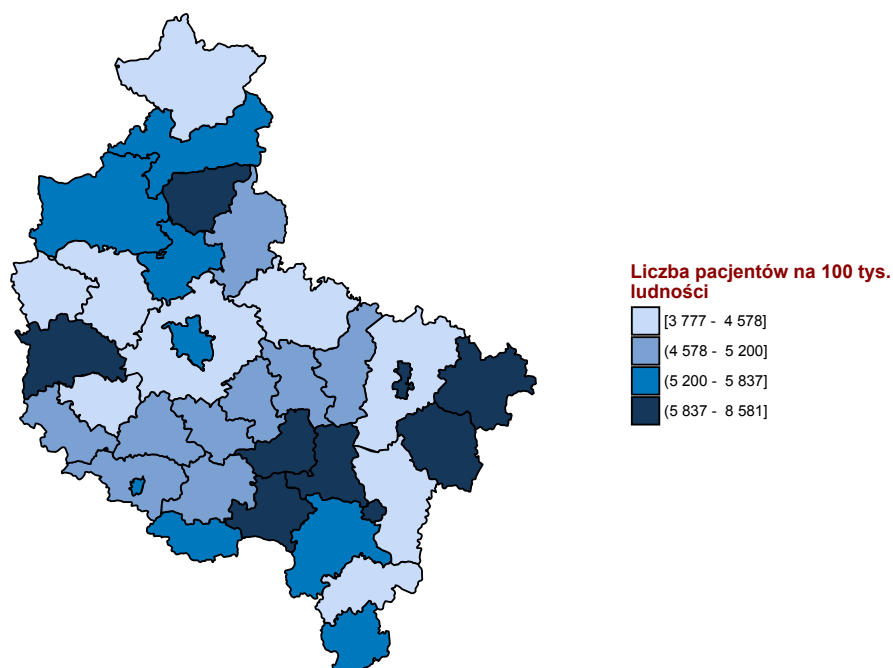 Liczba pacjentów na 100 tys.
ludności
[3 777 - 4 578]
(4 578 - 5 200]
(5 200 - 5 837]
(5 837 - 8 581]